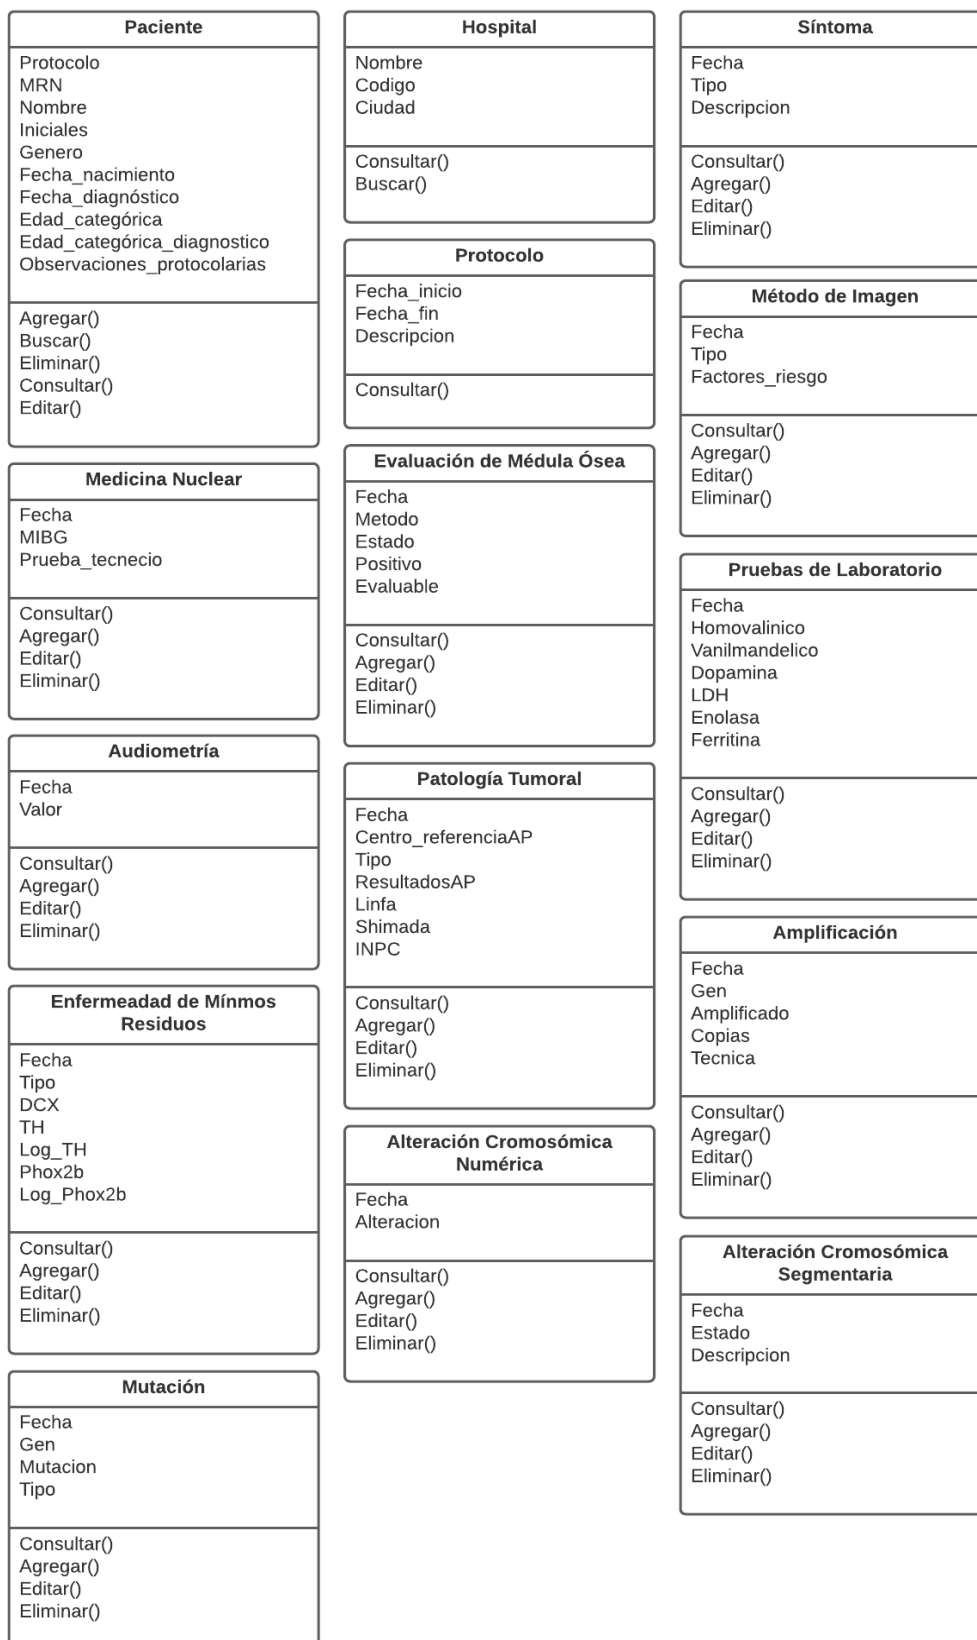 Paciente
Protocolo
MRN
Nombre
Iniciales
Genero
Fecha_nacimiento
Fecha_diagnóstico
Edad_categórica
Edad_categórica_diagnostico
Observaciones_protocolarias
Agregar()
Buscar()
Eliminar()
Consultar()
Editar()
Medicina Nuclear
Fecha
MIBG
Prueba_tecnecio
Consultar()
Agregar()
Editar()
Eliminar()
Audiometría
Fecha
Valor
Consultar()
Agregar()
Editar()
Eliminar()
Enfermeadad de Mínmos
Residuos
Fecha
Tipo
DCX
TH
Log_TH
Phox2b
Log_Phox2b
Consultar()
Agregar()
Editar()
Eliminar()
Mutación
Fecha
Gen
Mutacion
Tipo
Consultar()
Agregar()
Editar()
Eliminar()
Hospital
Nombre
Codigo
Ciudad
Consultar()
Buscar()
Protocolo
Fecha_inicio
Fecha_fin
Descripcion
Consultar()
Evaluación de Médula Ósea
Fecha
Metodo
Estado
Positivo
Evaluable
Consultar()
Agregar()
Editar()
Eliminar()
Patología Tumoral
Fecha
Centro_referenciaAP
Tipo
ResultadosAP
Linfa
Shimada
INPC
Consultar()
Agregar()
Editar()
Eliminar()
Alteración Cromosómica
Numérica
Fecha
Alteracion
Consultar()
Agregar()
Editar()
Eliminar()
Síntoma
Fecha
Tipo
Descripcion
Consultar()
Agregar()
Editar()
Eliminar()
Método de Imagen
Fecha
Tipo
Factores_riesgo
Consultar()
Agregar()
Editar()
Eliminar()
Pruebas de Laboratorio
Fecha
Homovalinico
Vanilmandelico
Dopamina
LDH
Enolasa
Ferritina
Consultar()
Agregar()
Editar()
Eliminar()
Amplificación
Fecha
Gen
Amplificado
Copias
Tecnica
Consultar()
Agregar()
Editar()
Eliminar()
Alteración Cromosómica
Segmentaria
Fecha
Estado
Descripcion
Consultar()
Agregar()
Editar()
Eliminar()